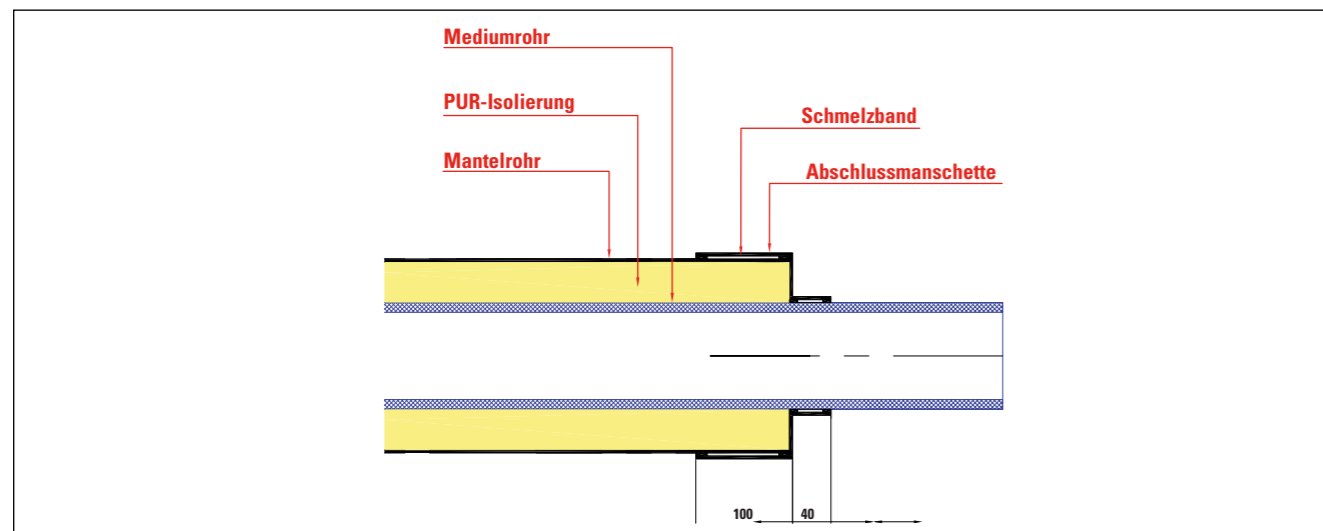 Mediumrohr
PUR-Isolierung
Schmelzband
Mantelrohr
Abschlussmanschette
100 40